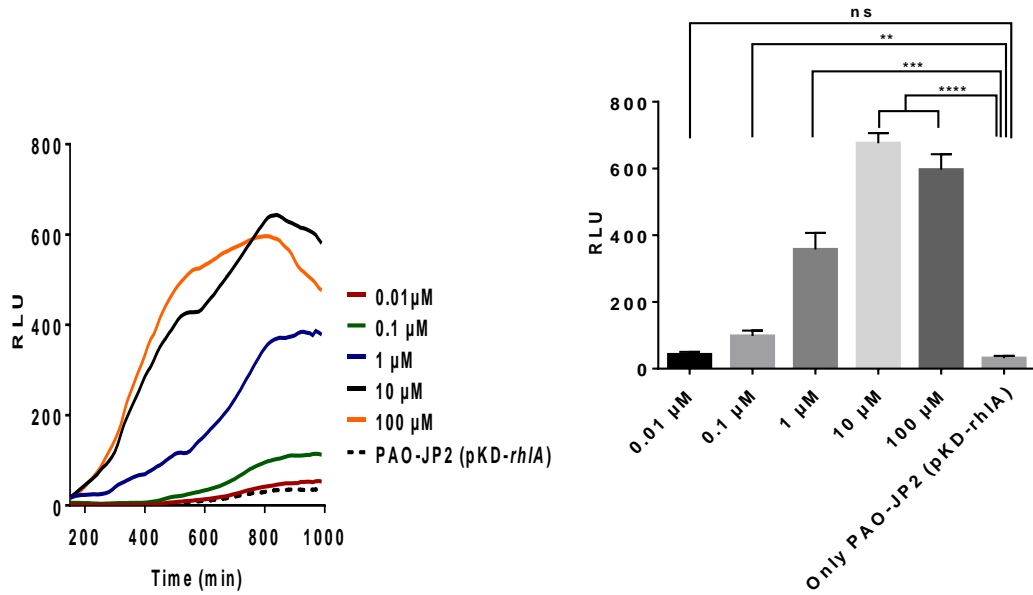 800
600
400
200
0
RLU
200 400 600 800 1000
Time (min)
0.01µM
0.1 µM
1 µM
10 µM
100 µM
PAO-JP2 (pKD-rhlA)
ns
**
***
****
800
600
400
200
0
RLU
0.01 µM
0.1 µM
1 µM
10 µM
100 µM
Only PAO-JP2 (pKD-rhlA)